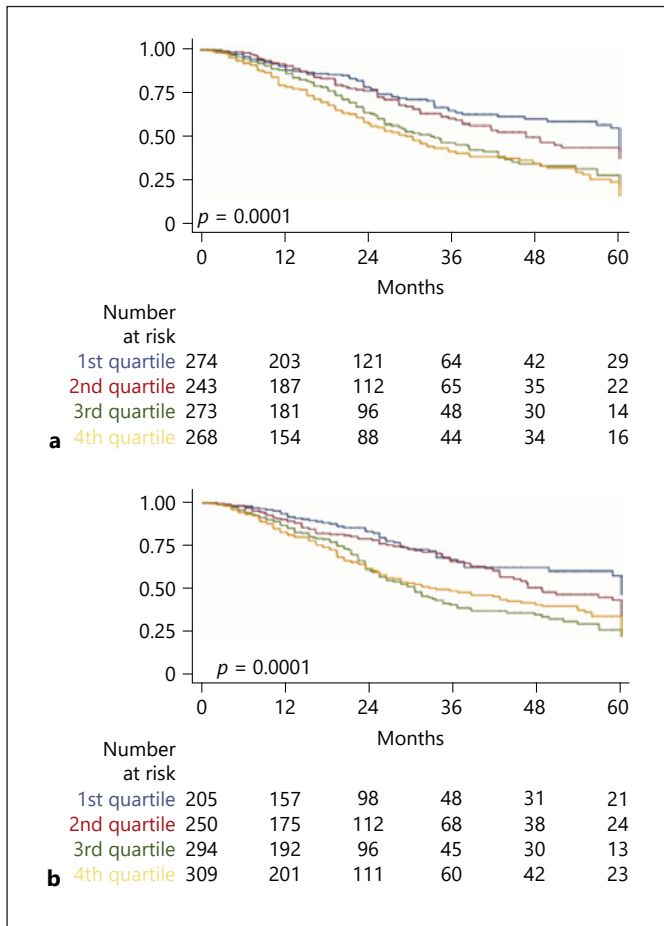 1.00
0.75
0.50
0.25
0
p = 0.0001
0 12 24 36 48 60
Months
Number
at risk
1st quartile 274 203 121 64 42 29
2nd quartile 243 187 112 65 35 22
3rd quartile 273 181 96 48 30 14
a 4th quartile 268 154 88 44 34 16
1.00
0.75
0.50
0.25
0
p = 0.0001
0 12 24 36 48 60
Months
Number
at risk
1st quartile 205 157 98 48 31 21
2nd quartile 250 175 112 68 38 24
3rd quartile 294 192 96 45 30 13
b 4th quartile 309 201 111 60 42 23